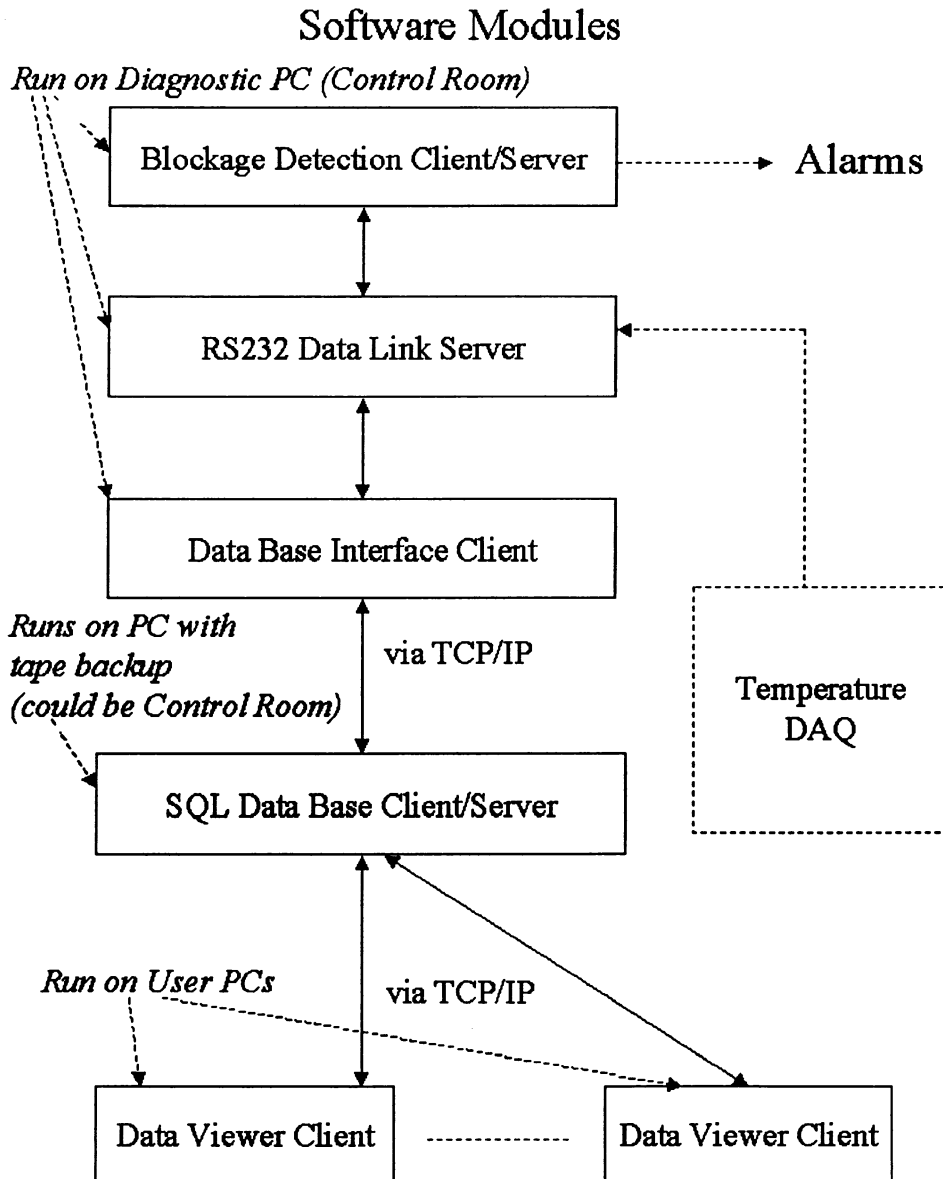 Software Modules
Run on Diagnostic PC (Control Room)
Blockage Detection Client/Server
Alarms
RS232 Data Link Server
Data Base Interface Client
Runs on PC with
tape backup
(could be Control Room)
via TCP/IP
Temperature
DAQ
SQL Data Base Client/Server
Run on User PCs
via TCP/IP
Data Viewer Client
Data Viewer Client